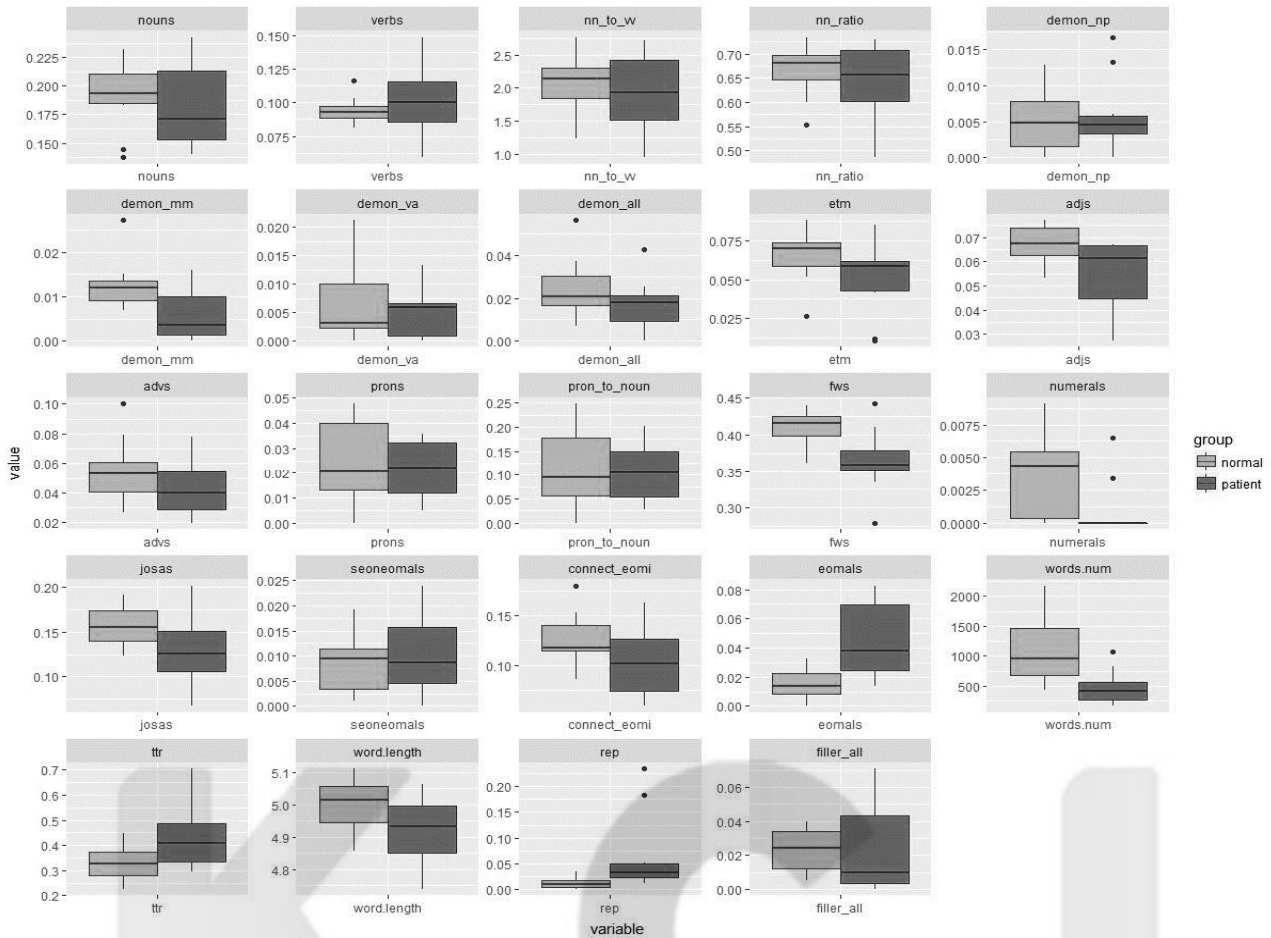 nouns verbs nn_to_vv nn_ratio demon_np
0.225 0.200 0.175 0.150
0.150 0.125 0.100 0.075
2.5 2.0 1.5 1.0
0.70 0.65 0.60 0.55 0.50
0.015 0.010 0.005 0.000
nouns verbs nn_to_vv nn_ratio demon_np
demon_mm demon_va demon_all etm adjs
0.02 0.01 0.00
0.020 0.015 0.010 0.005 0.000
0.04 0.02 0.00
0.075 0.050 0.025
0.07 0.06 0.05 0.04 0.03
demon_mm demon_va demon_all etm adjs
advs prons pron_to_noun fws numerals
0.10 0.08 0.06 0.04 0.02
0.05 0.04 0.03 0.02 0.01 0.00
0.25 0.20 0.15 0.10 0.05 0.00
0.45 0.40 0.35 0.30
0.0075 0.0050 0.0025 0.0000
advs prons pron_to_noun fws numerals
value
group
normal
patient
josas seoneomals connect_eomi eomals words.num
0.20 0.15 0.10
0.025 0.020 0.015 0.010 0.005 0.000
0.15 0.10
0.08 0.06 0.04 0.02 0.00
2000 1500 1000 500
josas seoneomals connect_eomi eomals words.num
ttr word.length rep filler_all
0.7 0.6 0.5 0.4 0.3 0.2
5.1 5.0 4.9 4.8
0.20 0.15 0.10 0.05 0.00
0.06 0.04 0.02 0.00
ttr word.length rep filler_all
variable